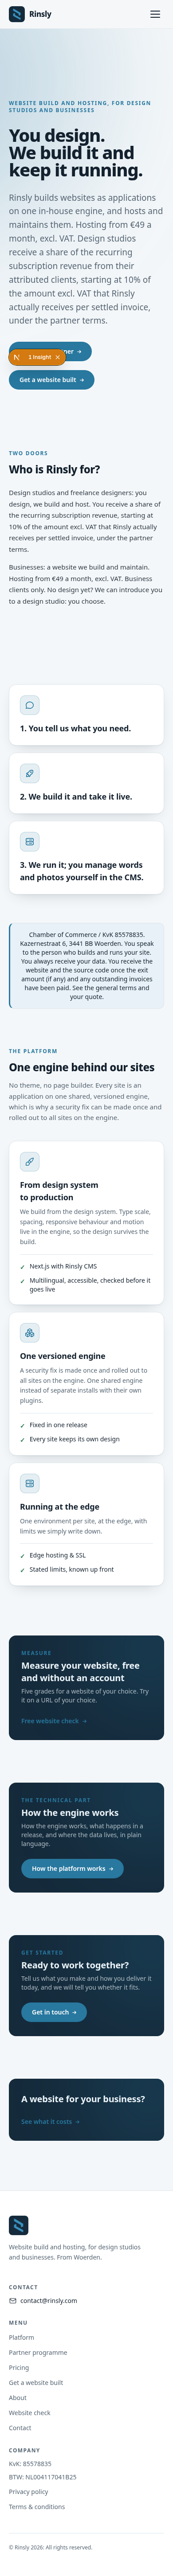 Rinsly
WEBSITE BUILD AND HOSTING, FOR DESIGN
STUDIOS AND BUSINESSES
You design.
We build it and
keep it running.
Rinsly builds websites as applications
on one in-house engine, and hosts and
maintains them. Hosting from €49 a
month, excl. VAT. Design studios
receive a share of the recurring
subscription revenue from their
attributed clients, starting at 10% of
the amount excl. VAT that Rinsly
actually receives per settled invoice,
under the partner terms.
1 Insight
Get a website built →
TWO DOORS
Who is Rinsly for?
Design studios and freelance designers: you
design, we build and host. You receive a share of
the recurring subscription revenue, starting at
10% of the amount excl. VAT that Rinsly actually
receives per settled invoice, under the partner
terms.
Businesses: a website we build and maintain.
Hosting from €49 a month, excl. VAT. Business
clients only. No design yet? We can introduce you
to a design studio: you choose.
1. You tell us what you need.
2. We build it and take it live.
3. We run it; you manage words
and photos yourself in the CMS.
Chamber of Commerce / KvK 85578835.
Kazernestraat 6, 3441 BB Woerden. You speak
to the person who builds and runs your site.
You always receive your data. You receive the
website and the source code once the exit
amount (if any) and any outstanding invoices
have been paid. See the general terms and
your quote.
THE PLATFORM
One engine behind our sites
No theme, no page builder. Every site is an
application on one shared, versioned engine,
which is why a security fix can be made once and
rolled out to all sites on the engine.
From design system
to production
We build from the design system. Type scale,
spacing, responsive behaviour and motion
live in the engine, so the design survives the
build.
✓ Next.js with Rinsly CMS
✓ Multilingual, accessible, checked before it
goes live
One versioned engine
A security fix is made once and rolled out to
all sites on the engine. One shared engine
instead of separate installs with their own
plugins.
✓ Fixed in one release
✓ Every site keeps its own design
Running at the edge
One environment per site, at the edge, with
limits we simply write down.
✓ Edge hosting & SSL
✓ Stated limits, known up front
MEASURE
Measure your website, free
and without an account
Five grades for a website of your choice. Try
it on a URL of your choice.
Free website check →
THE TECHNICAL PART
How the engine works
How the engine works, what happens in a
release, and where the data lives, in plain
language.
How the platform works →
GET STARTED
Ready to work together?
Tell us what you make and how you deliver it
today, and we will tell you whether it fits.
Get in touch →
A website for your business?
See what it costs →
Website build and hosting, for design studios
and businesses. From Woerden.
CONTACT
contact@rinsly.com
MENU
Platform
Partner programme
Pricing
Get a website built
About
Website check
Contact
COMPANY
KvK: 85578835
BTW: NL004117041B25
Privacy policy
Terms & conditions
© Rinsly 2026. All rights reserved.